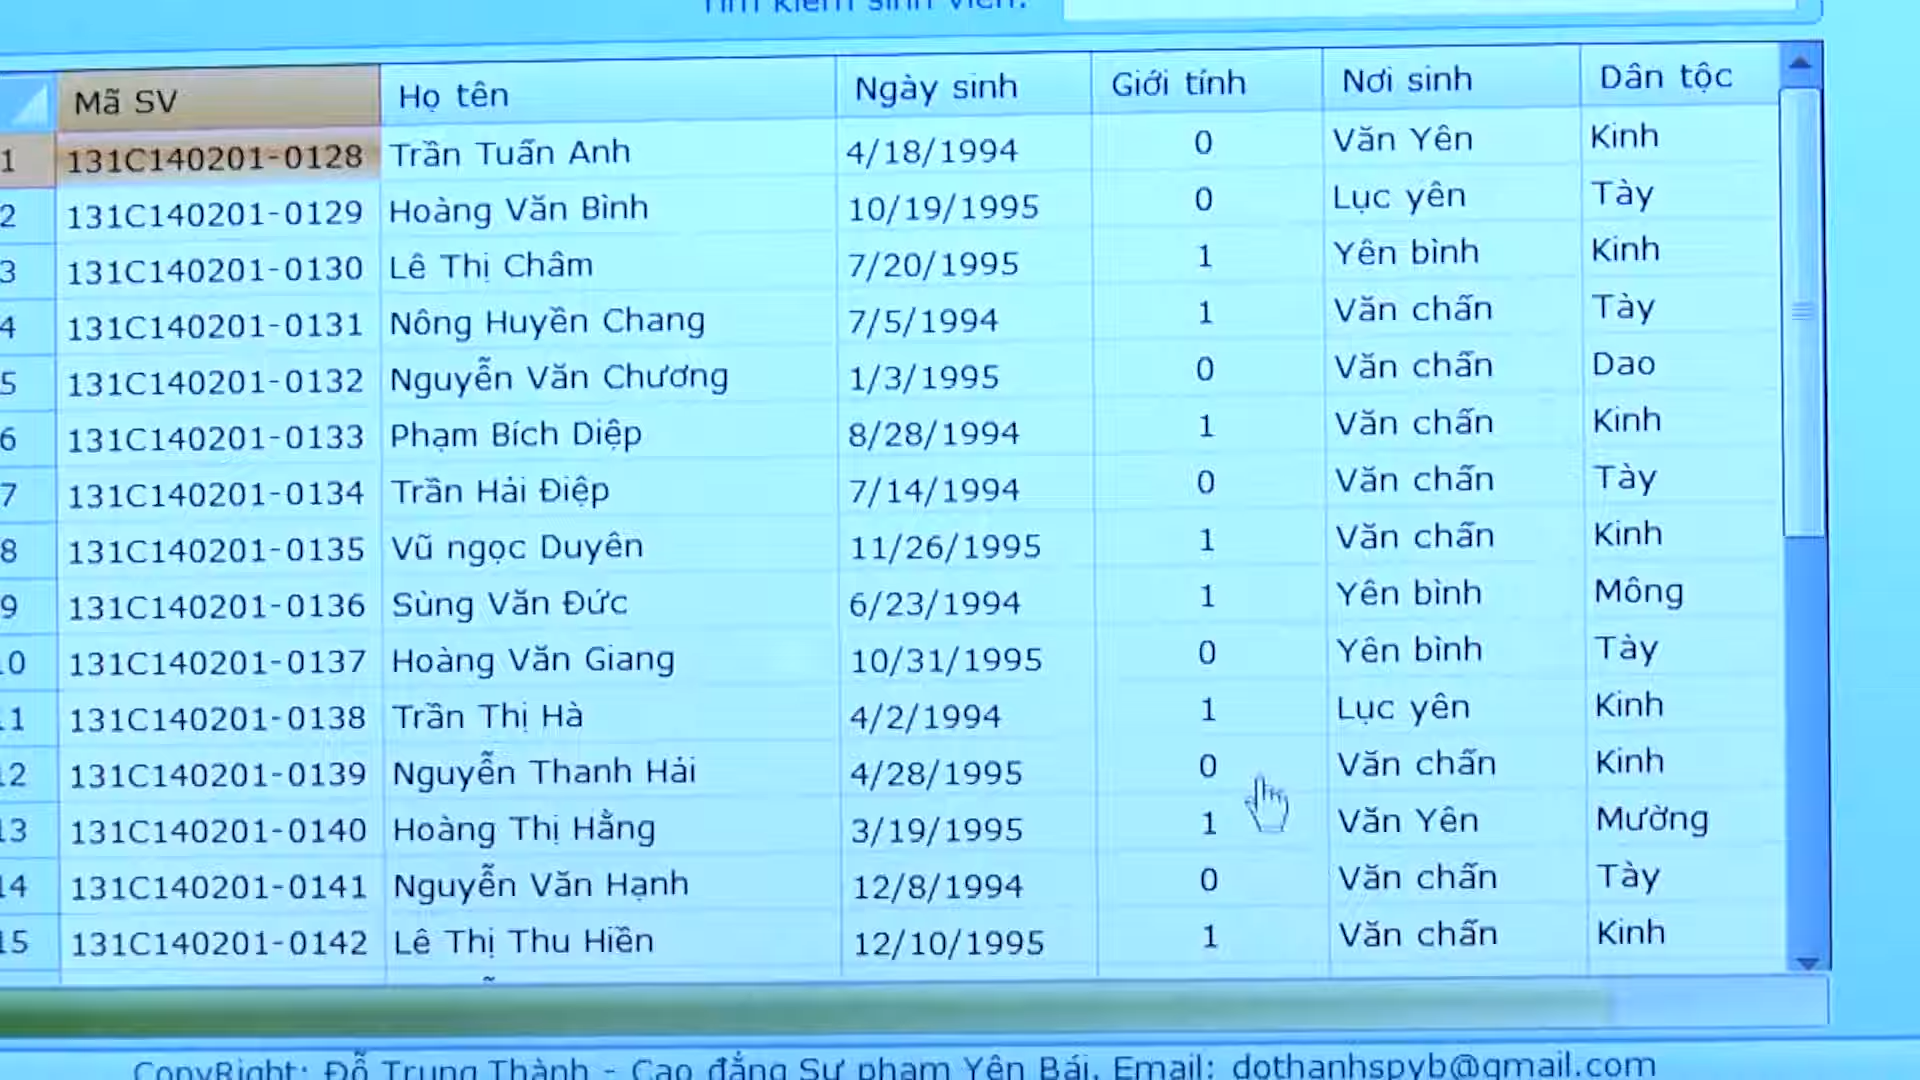 Tìm kiếm sinh viên:
Mã SV Họ tên Ngày sinh Giới tính Nơi sinh Dân tộc
1 131C140201-0128 Trần Tuấn Anh 4/18/1994 0 Văn Yên Kinh
2 131C140201-0129 Hoàng Văn Bình 10/19/1995 0 Lục yên Tày
3 131C140201-0130 Lê Thị Châm 7/20/1995 1 Yên bình Kinh
4 131C140201-0131 Nông Huyền Chang 7/5/1994 1 Văn chấn Tày
5 131C140201-0132 Nguyễn Văn Chương 1/3/1995 0 Văn chấn Dao
6 131C140201-0133 Phạm Bích Diệp 8/28/1994 1 Văn chấn Kinh
7 131C140201-0134 Trần Hải Điệp 7/14/1994 0 Văn chấn Tày
8 131C140201-0135 Vũ ngọc Duyên 11/26/1995 1 Văn chấn Kinh
9 131C140201-0136 Sùng Văn Đức 6/23/1994 1 Yên bình Mông
10 131C140201-0137 Hoàng Văn Giang 10/31/1995 0 Yên bình Tày
11 131C140201-0138 Trần Thị Hà 4/2/1994 1 Lục yên Kinh
12 131C140201-0139 Nguyễn Thanh Hải 4/28/1995 0 Văn chấn Kinh
13 131C140201-0140 Hoàng Thị Hằng 3/19/1995 1 Văn Yên Mường
14 131C140201-0141 Nguyễn Văn Hạnh 12/8/1994 0 Văn chấn Tày
15 131C140201-0142 Lê Thị Thu Hiền 12/10/1995 1 Văn chấn Kinh
CopyRight: Đỗ Trung Thành - Cao đẳng Sư phạm Yên Bái. Email: dothanhspyb@gmail.com